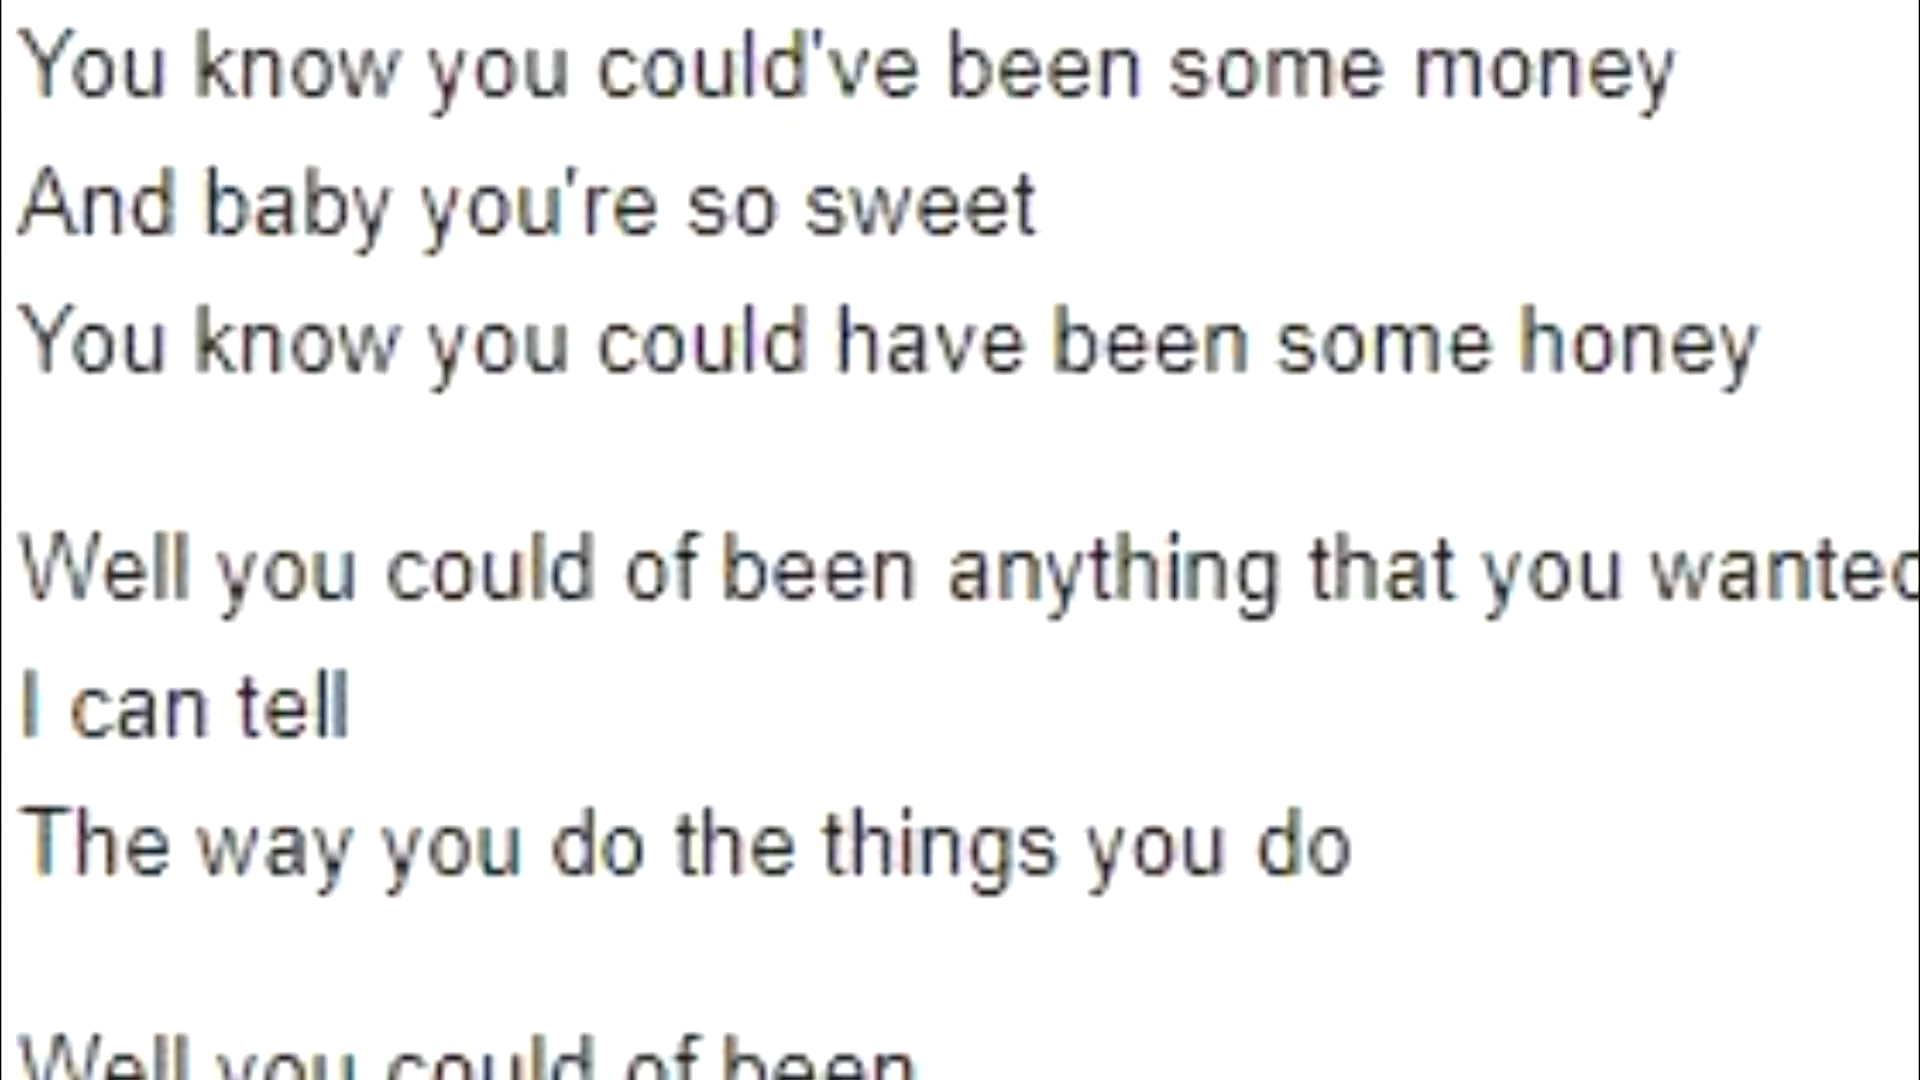 You know you could've been some money
And baby you're so sweet
You know you could have been some honey
Well you could of been anything that you wanted
I can tell
The way you do the things you do
Well you could of been